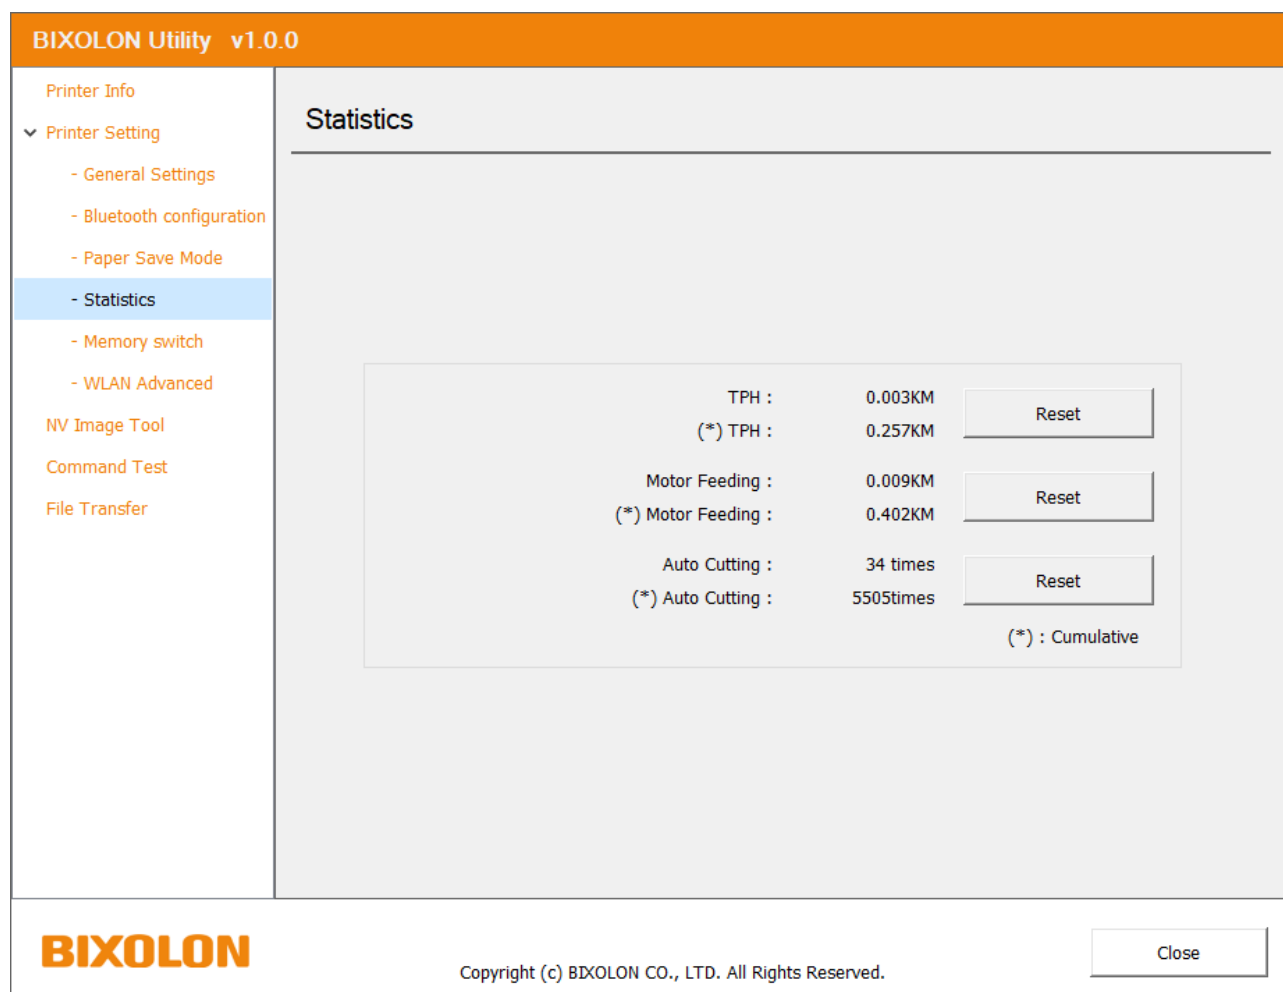 BIXOLON Utility v1.0.0
Printer Info
Printer Setting
- General Settings
- Bluetooth configuration
- Paper Save Mode
- Statistics
- Memory switch
- WLAN Advanced
NV Image Tool
Command Test
File Transfer
Statistics
TPH : 0.003KM
(*) TPH : 0.257KM
Reset
Motor Feeding : 0.009KM
(*) Motor Feeding : 0.402KM
Reset
Auto Cutting : 34 times
(*) Auto Cutting : 5505times
Reset
(*) : Cumulative
BIXOLON
Copyright (c) BIXOLON CO., LTD. All Rights Reserved.
Close